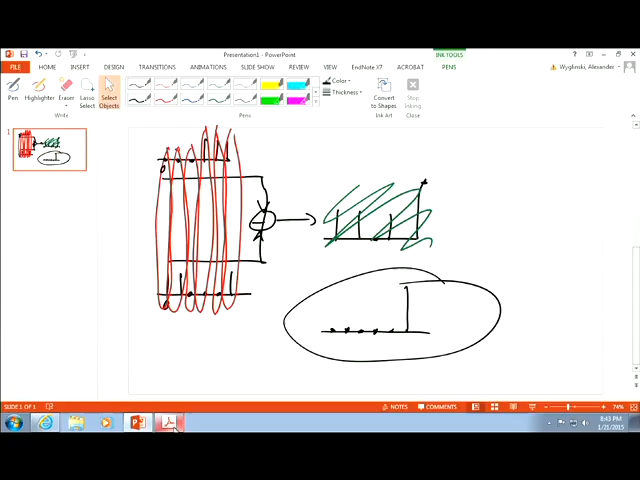 Presentation1 - PowerPoint
INK TOOLS
FILE HOME INSERT DESIGN TRANSITIONS ANIMATIONS SLIDE SHOW REVIEW VIEW EndNote X7 ACROBAT PENS Wyglinski, Alexander
Pen Highlighter Eraser Lasso Select Select Objects
Color
Thickness
Convert to Shapes
Stop Inking
Write
Pens
Ink Art
Close
1
0
SLIDE 1 OF 1 NOTES COMMENTS 74%
8:43 PM
1/21/2015